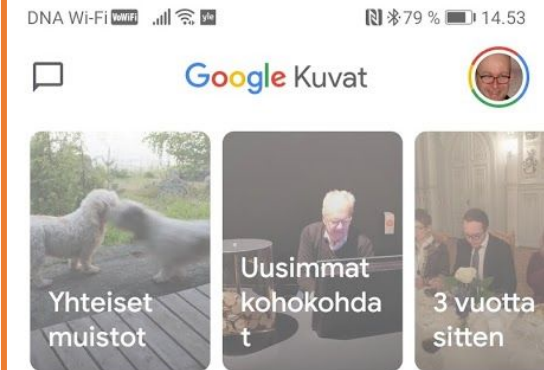 DNA Wi-Fi VoWiFi yle 79 % 14.53
Google Kuvat
Yhteiset
muistot
Uusimmat
kohokohda
t
3 vuotta
sitten